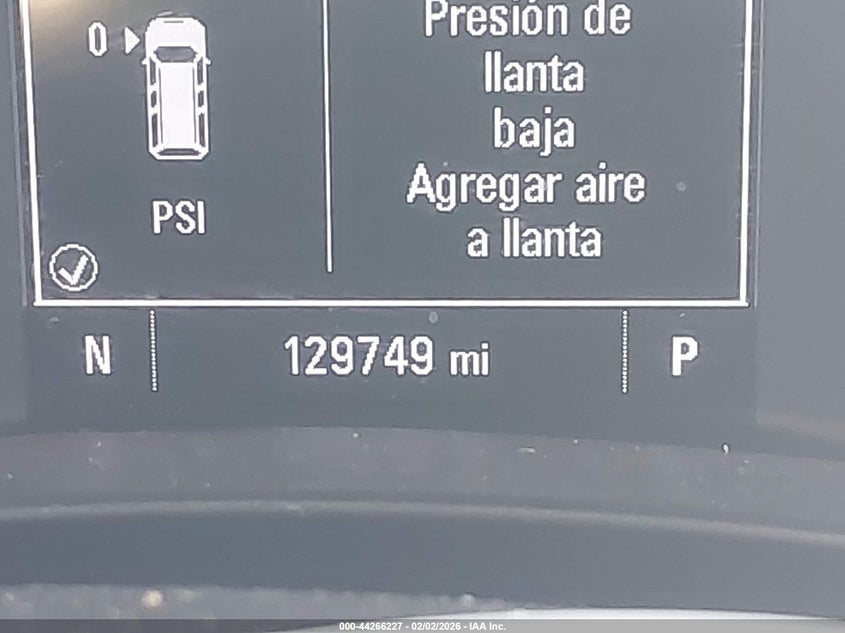 0
Presión de
llanta
baja
Agregar aire
a llanta
PSI
N 129749 mi P
000-44266227 - 02/02/2026 - IAA Inc.